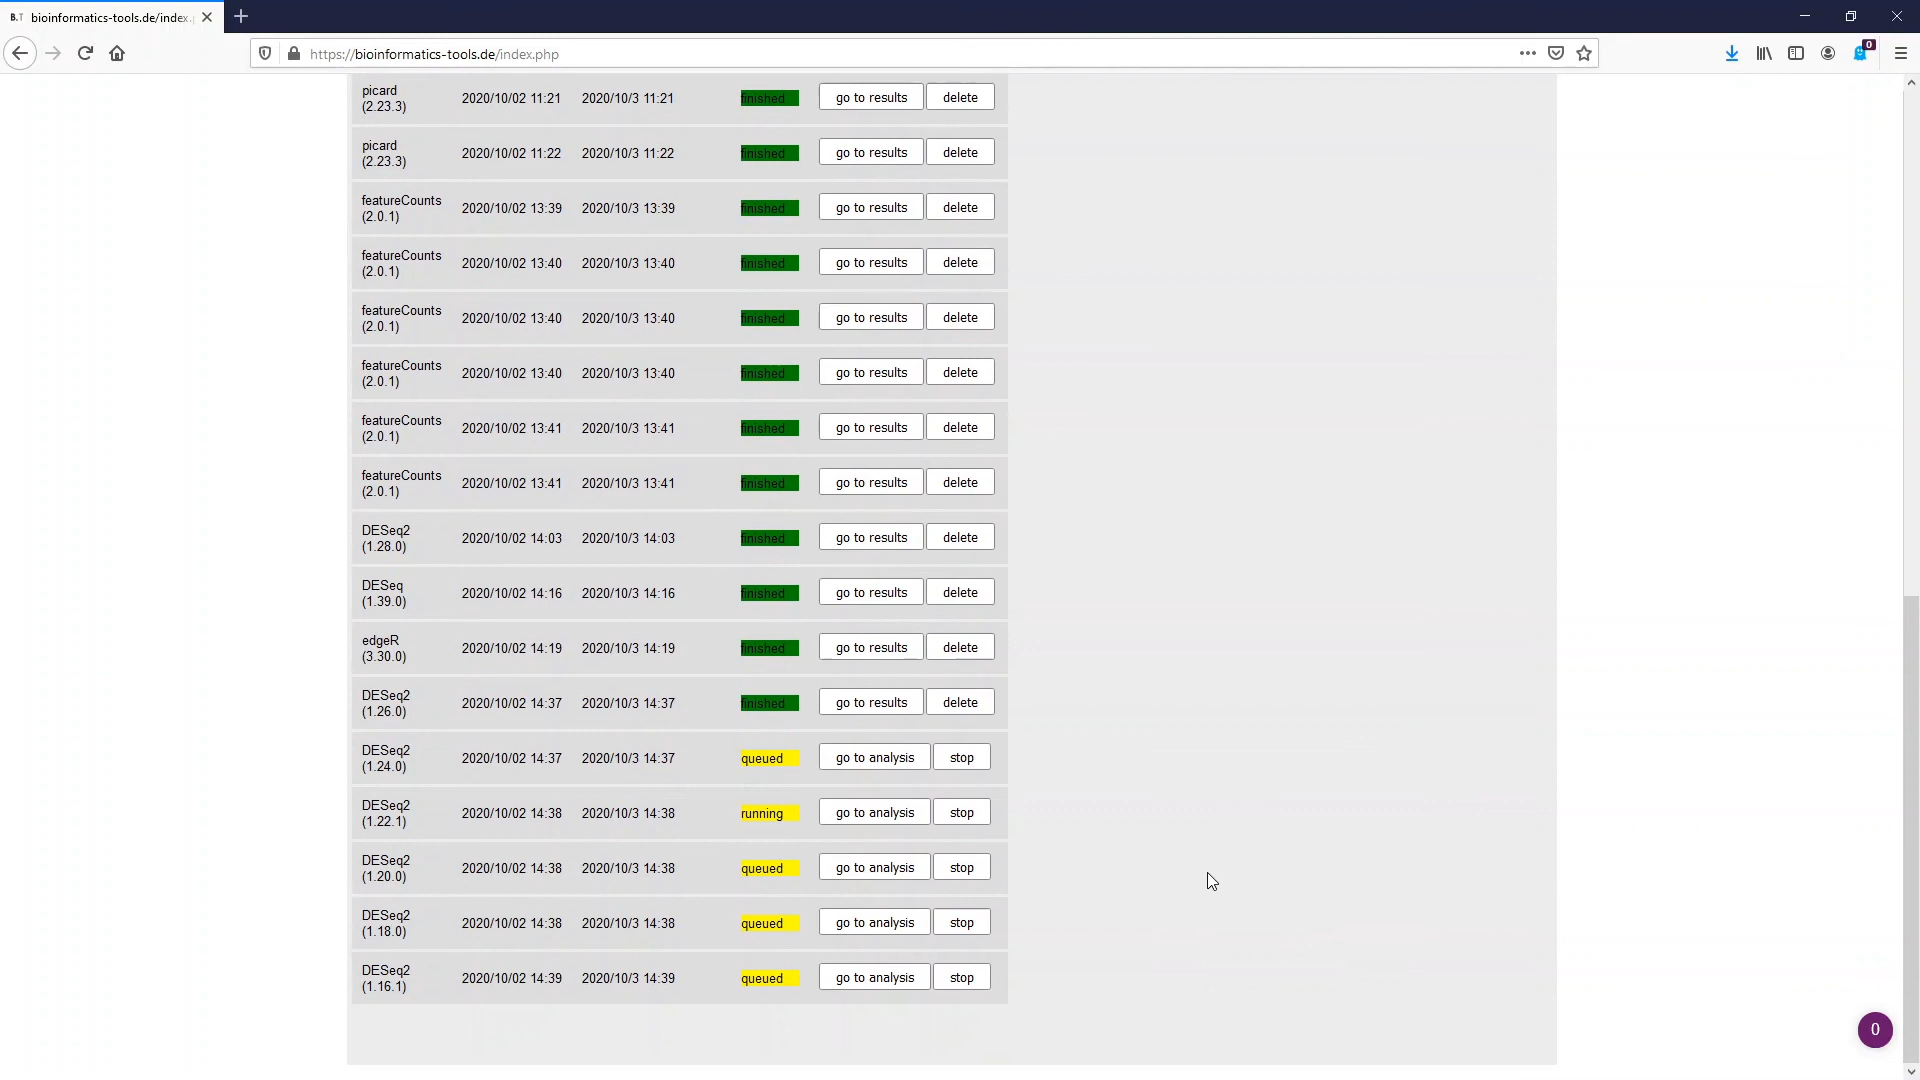 B.T bioinformatics-tools.de/index.
https://bioinformatics-tools.de/index.php
0
picard
(2.23.3) 2020/10/02 11:21 2020/10/3 11:21 finished go to results delete
picard
(2.23.3) 2020/10/02 11:22 2020/10/3 11:22 finished go to results delete
featureCounts
(2.0.1) 2020/10/02 13:39 2020/10/3 13:39 finished go to results delete
featureCounts
(2.0.1) 2020/10/02 13:40 2020/10/3 13:40 finished go to results delete
featureCounts
(2.0.1) 2020/10/02 13:40 2020/10/3 13:40 finished go to results delete
featureCounts
(2.0.1) 2020/10/02 13:40 2020/10/3 13:40 finished go to results delete
featureCounts
(2.0.1) 2020/10/02 13:41 2020/10/3 13:41 finished go to results delete
featureCounts
(2.0.1) 2020/10/02 13:41 2020/10/3 13:41 finished go to results delete
DESeq2
(1.28.0) 2020/10/02 14:03 2020/10/3 14:03 finished go to results delete
DESeq
(1.39.0) 2020/10/02 14:16 2020/10/3 14:16 finished go to results delete
edgeR
(3.30.0) 2020/10/02 14:19 2020/10/3 14:19 finished go to results delete
DESeq2
(1.26.0) 2020/10/02 14:37 2020/10/3 14:37 finished go to results delete
DESeq2
(1.24.0) 2020/10/02 14:37 2020/10/3 14:37 queued go to analysis stop
DESeq2
(1.22.1) 2020/10/02 14:38 2020/10/3 14:38 running go to analysis stop
DESeq2
(1.20.0) 2020/10/02 14:38 2020/10/3 14:38 queued go to analysis stop
DESeq2
(1.18.0) 2020/10/02 14:38 2020/10/3 14:38 queued go to analysis stop
DESeq2
(1.16.1) 2020/10/02 14:39 2020/10/3 14:39 queued go to analysis stop
0